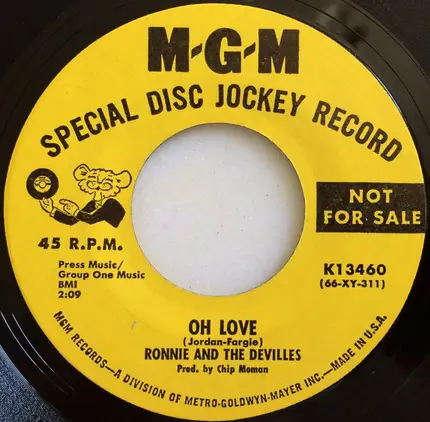 M-G-M
SPECIAL DISC JOCKEY RECORD
NOT
FOR SALE
45 R.P.M.
Press Music/
Group One Music
BMI
2:09
K13460
(66-XY-311)
OH LOVE
(Jordan-Fargie)
RONNIE AND THE DEVILLES
Prod. by Chip Moman
MGM RECORDS—A DIVISION OF METRO-GOLDWYN-MAYER INC.—MADE IN U.S.A.